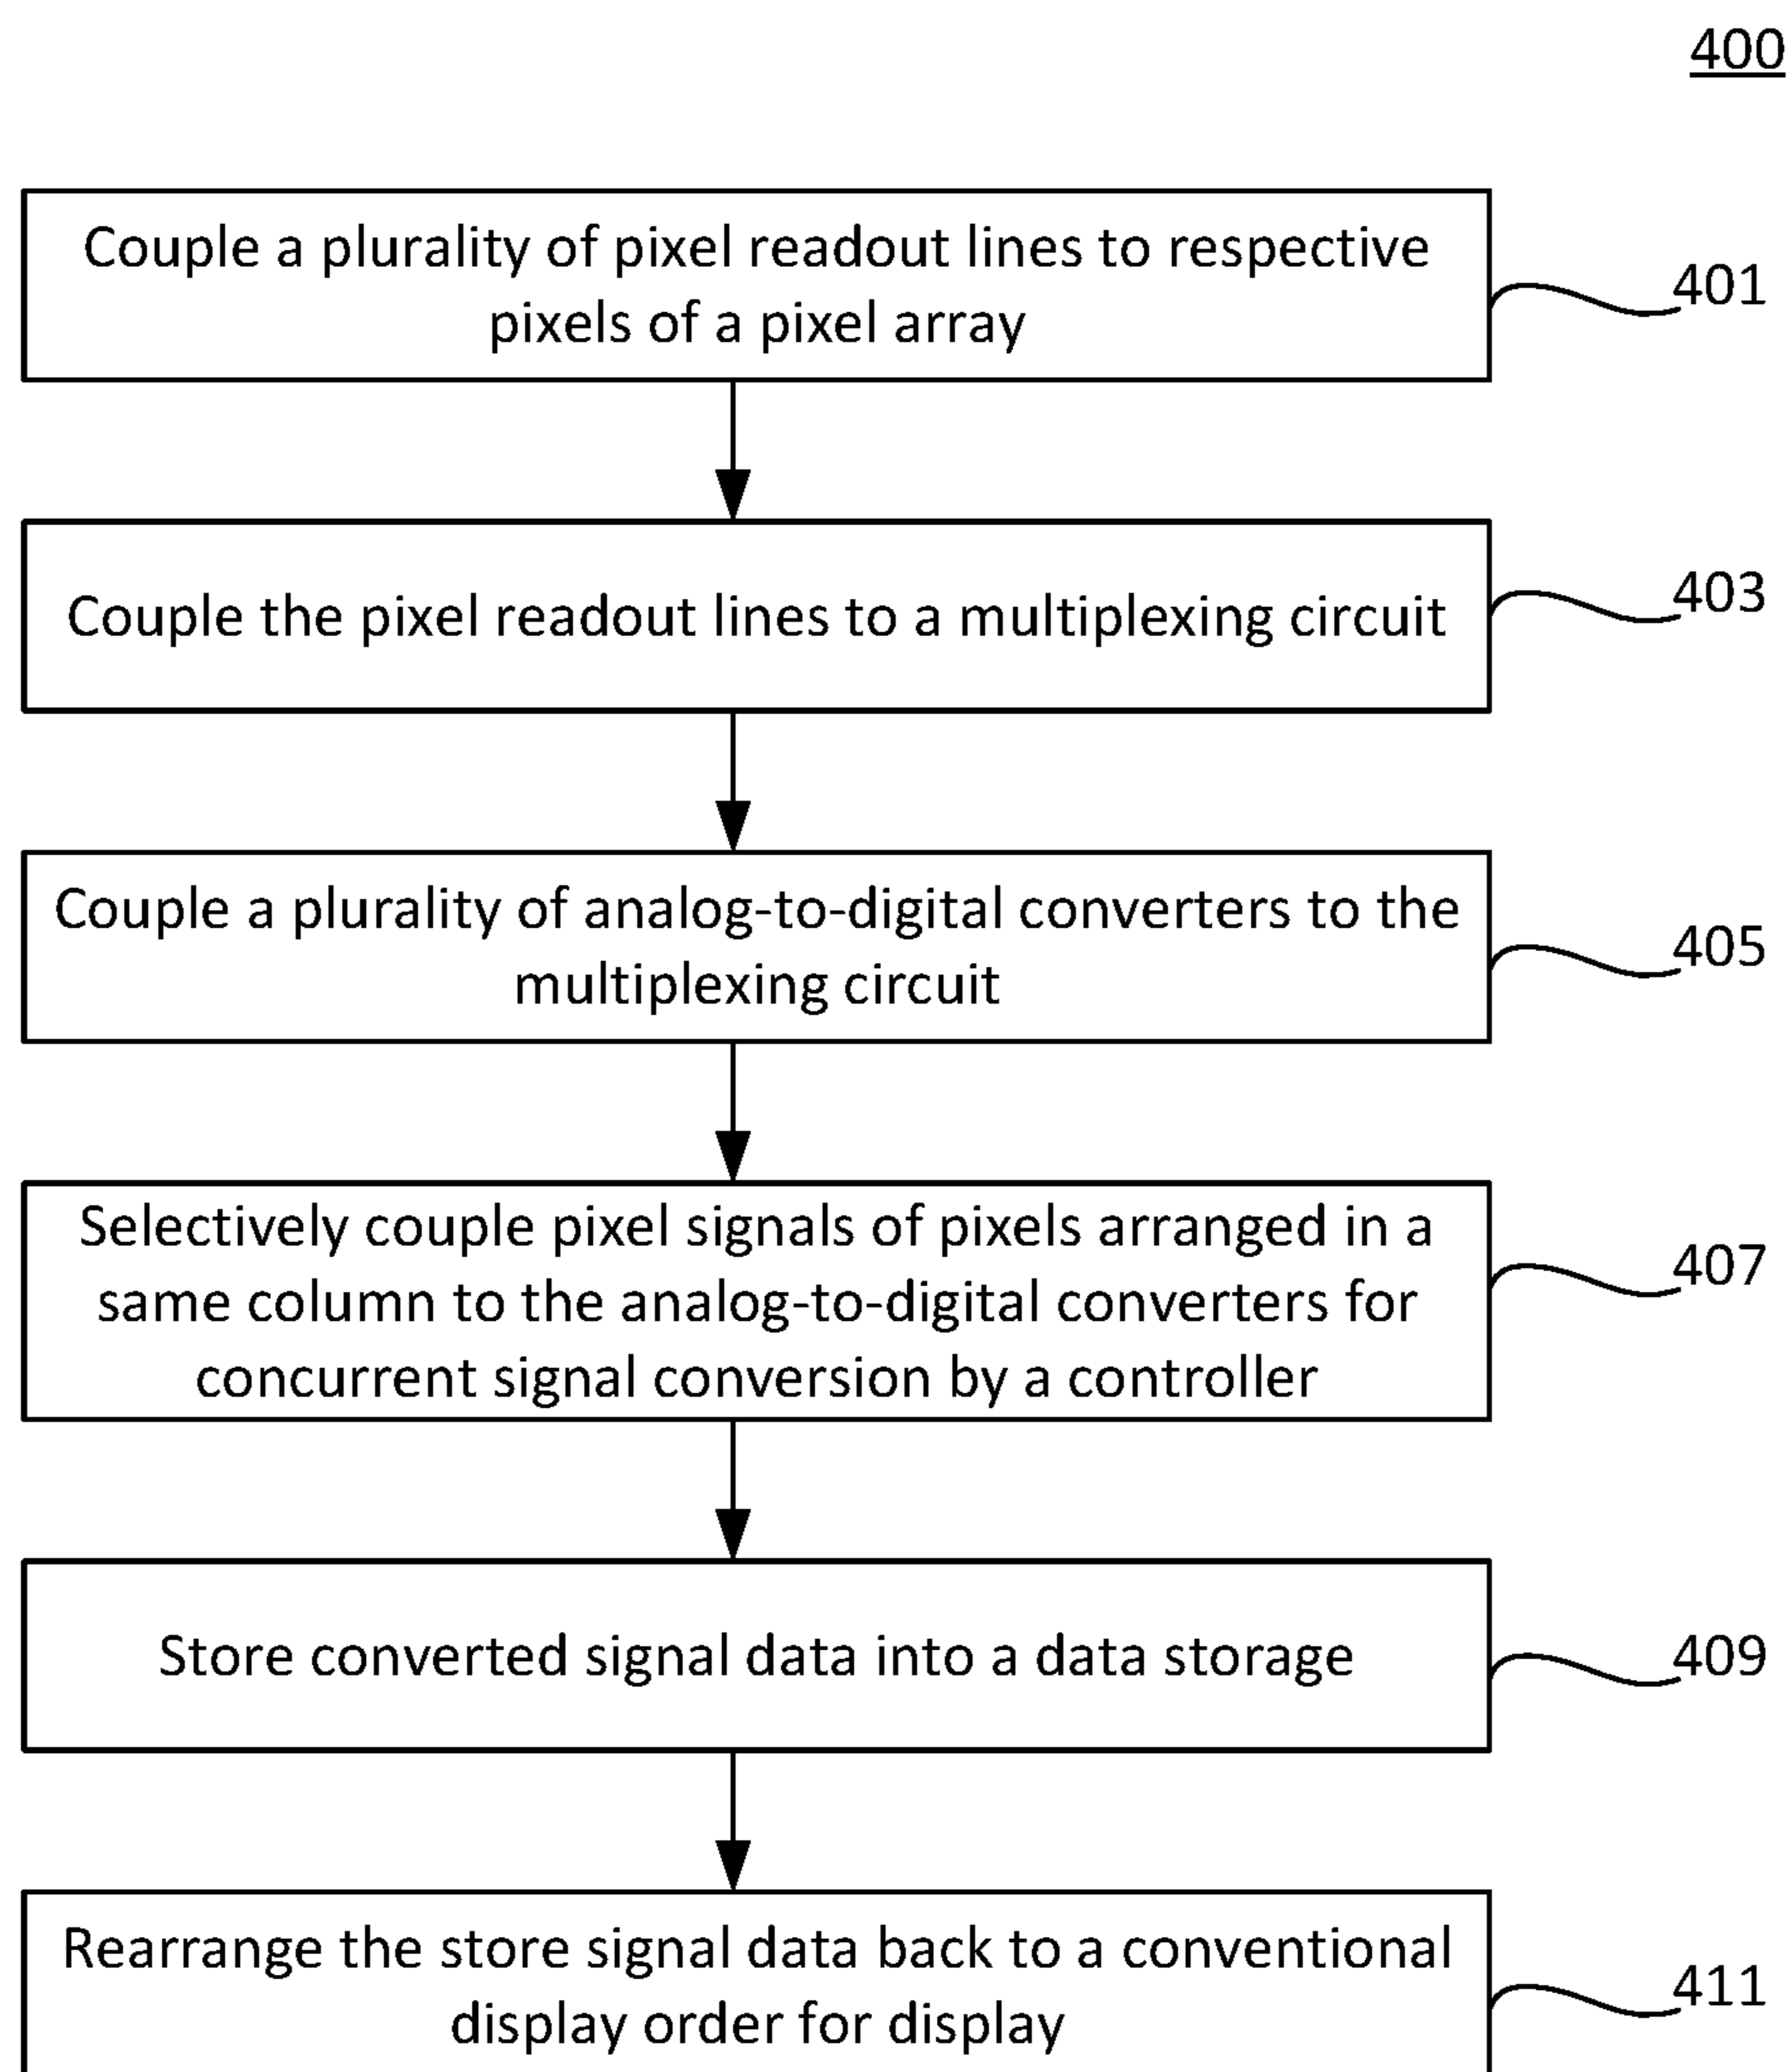 400
Couple a plurality of pixel readout lines to respective
pixels of a pixel array
401
Couple the pixel readout lines to a multiplexing circuit
403
Couple a plurality of analog-to-digital converters to the
multiplexing circuit
405
Selectively couple pixel signals of pixels arranged in a
same column to the analog-to-digital converters for
concurrent signal conversion by a controller
407
Store converted signal data into a data storage
409
Rearrange the store signal data back to a conventional
display order for display
411